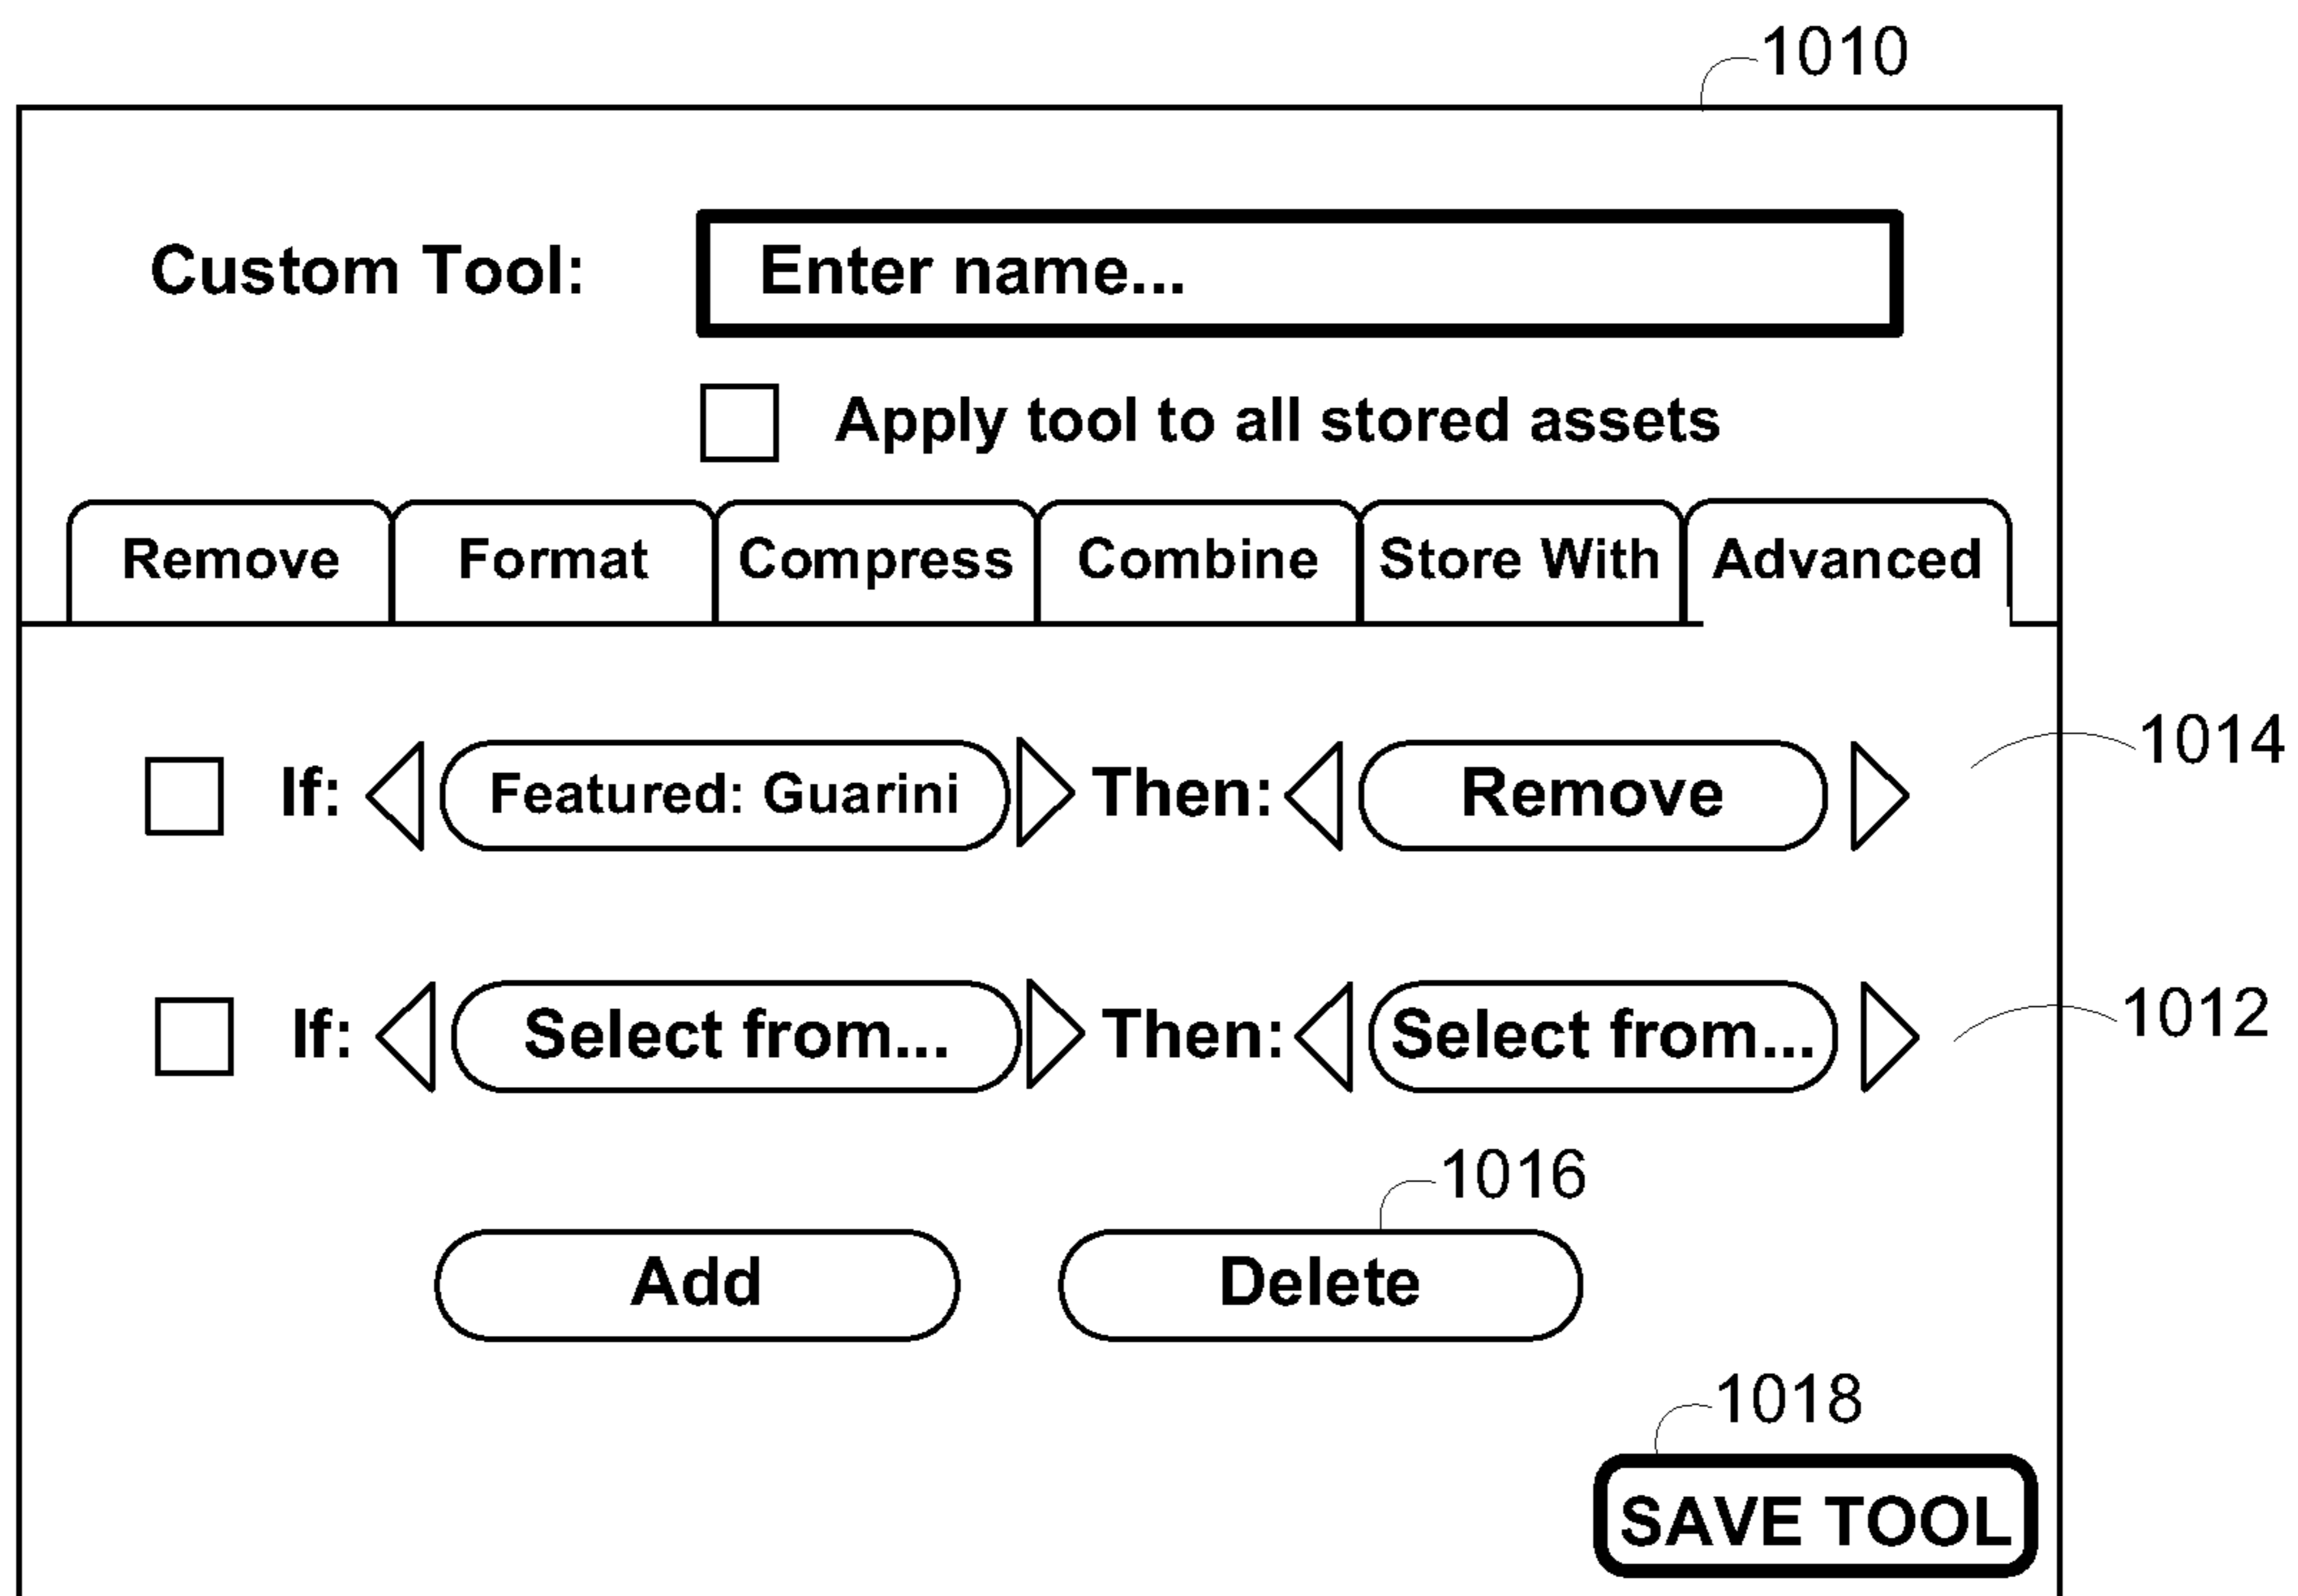 1010
Custom Tool: Enter name...
Apply tool to all stored assets
Remove Format Compress Combine Store With Advanced
1014
If: Featured: Guarini Then: Remove
1012
If: Select from... Then: Select from...
1016
Add Delete
1018
SAVE TOOL